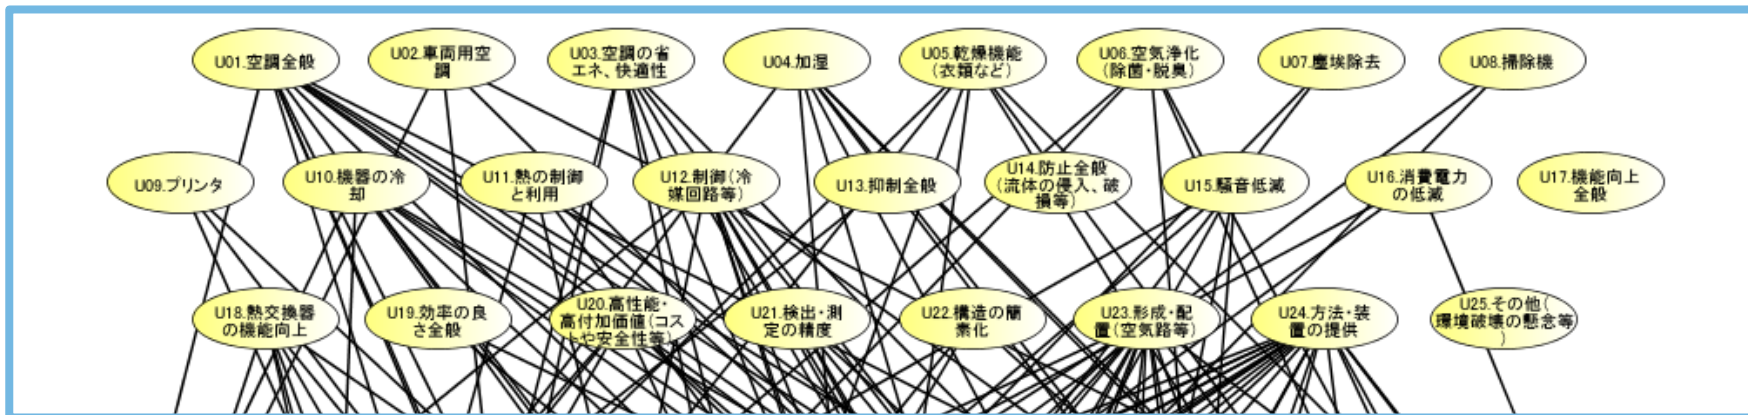 U01.空調全般
U02.車両用空
調
U03.空調の省
エネ、快適性
U04.加湿
U05.乾燥機能
(衣類など)
U06.空気浄化
(除菌・脱臭)
U07.塵埃除去
U08.掃除機
U09.プリンタ
U10.機器の冷
却
U11.熱の制御
と利用
U12.制御(冷
媒回路等)
U13.抑制全般
U14.防止全般
(流体の侵入、破
損等)
U15.騒音低減
U16.消費電力
の低減
U17.機能向上
全般
U18.熱交換器
の機能向上
U19.効率の良
さ全般
U20.高性能・
高付加価値(コス
トや安全性等)
U21.検出・測
定の精度
U22.構造の簡
素化
U23.形成・配
置(空気路等)
U24.方法・装
置の提供
U25.その他(
環境破壊の懸念等
)